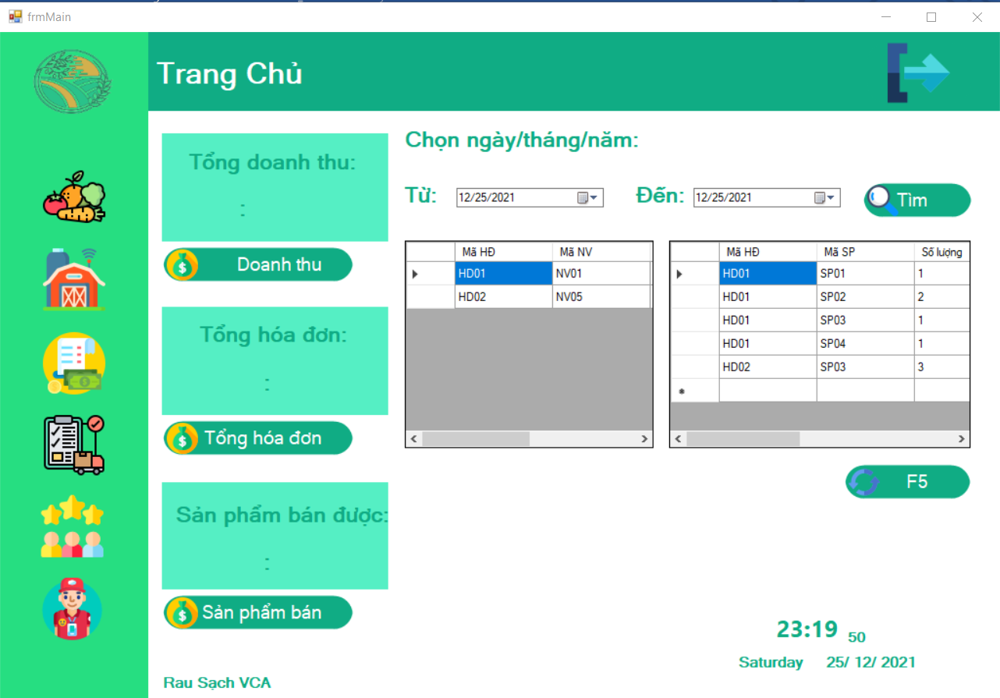 frmMain
Trang Chủ
Tổng doanh thu:
:
Doanh thu
Tổng hóa đơn:
:
Tổng hóa đơn
Sản phẩm bán được:
:
Sản phẩm bán
Rau Sạch VCA
Chọn ngày/tháng/năm:
Từ: 12/25/2021 Đến: 12/25/2021 Tìm
Mã HĐ Mã NV
HD01 NV01
HD02 NV05
Mã HĐ Mã SP Số lượng
HD01 SP01 1
HD01 SP02 2
HD01 SP03 1
HD01 SP04 1
HD02 SP03 3
F5
23:19 50
Saturday 25/ 12/ 2021